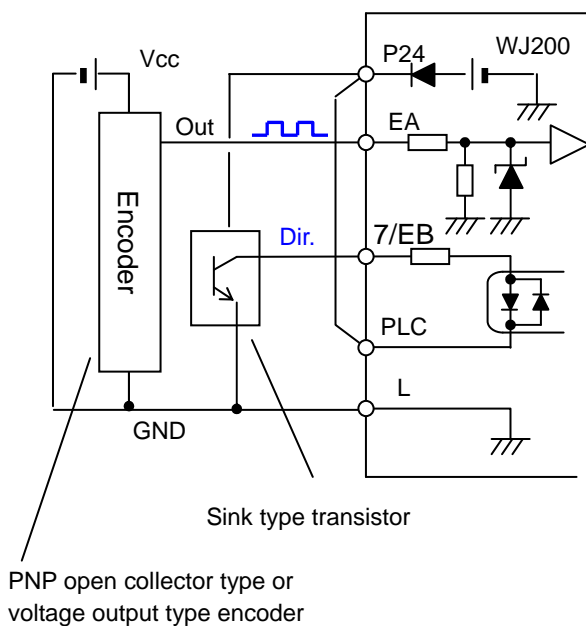 Vcc
P24
WJ200
Out
EA
Encoder
Dir.
7/EB
PLC
L
GND
Sink type transistor
PNP open collector type or
voltage output type encoder